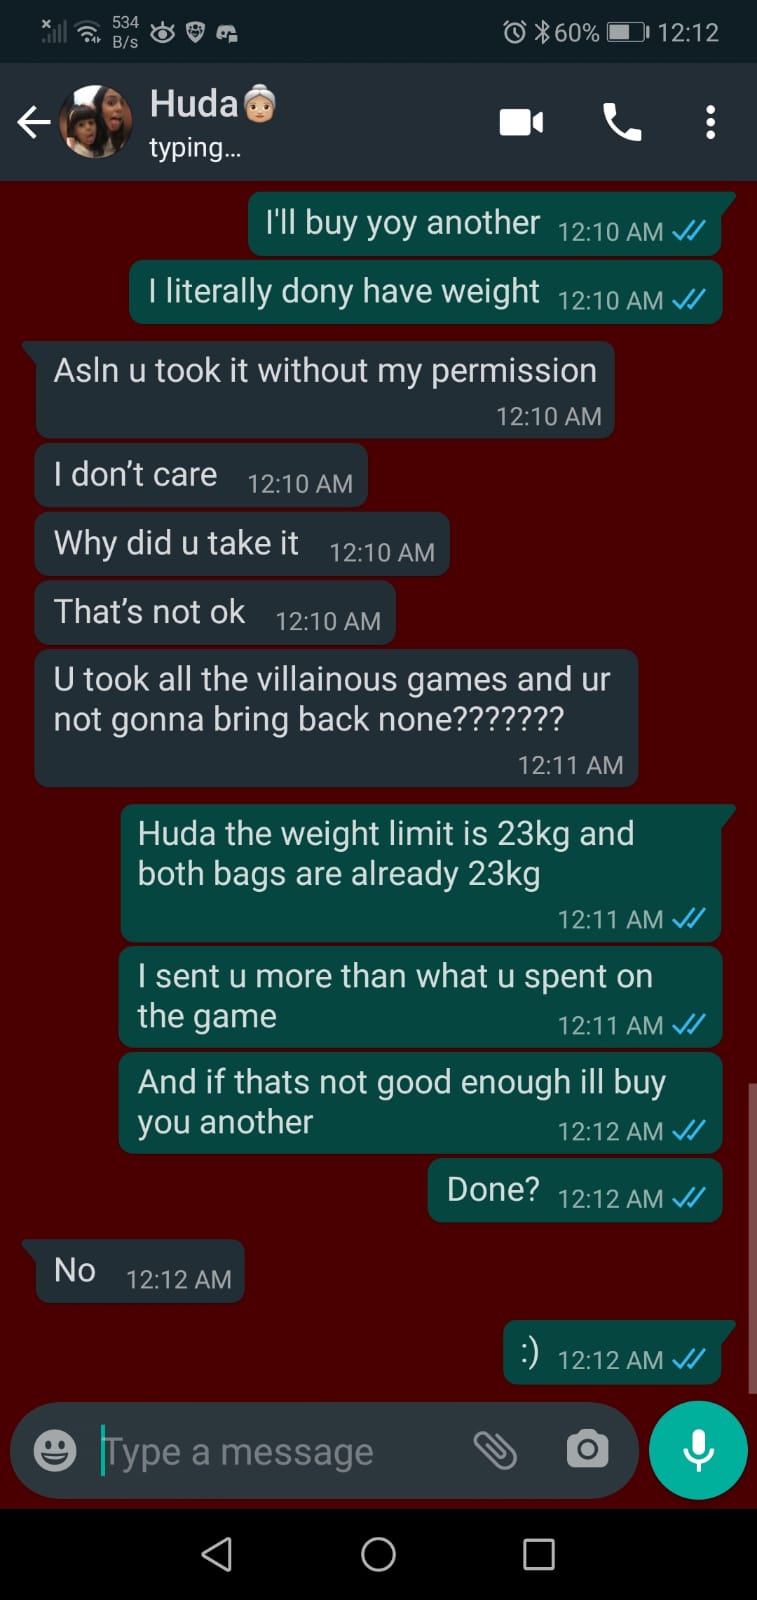 534
B/s
60%
12:12
Huda
typing...
I'll buy yoy another 12:10 AM
I literally dony have weight 12:10 AM
Asln u took it without my permission
12:10 AM
I don't care 12:10 AM
Why did u take it 12:10 AM
That's not ok 12:10 AM
U took all the villainous games and ur
not gonna bring back none???????
12:11 AM
Huda the weight limit is 23kg and
both bags are already 23kg
12:11 AM
I sent u more than what u spent on
the game 12:11 AM
And if thats not good enough ill buy
you another 12:12 AM
Done? 12:12 AM
No 12:12 AM
:) 12:12 AM
Type a message